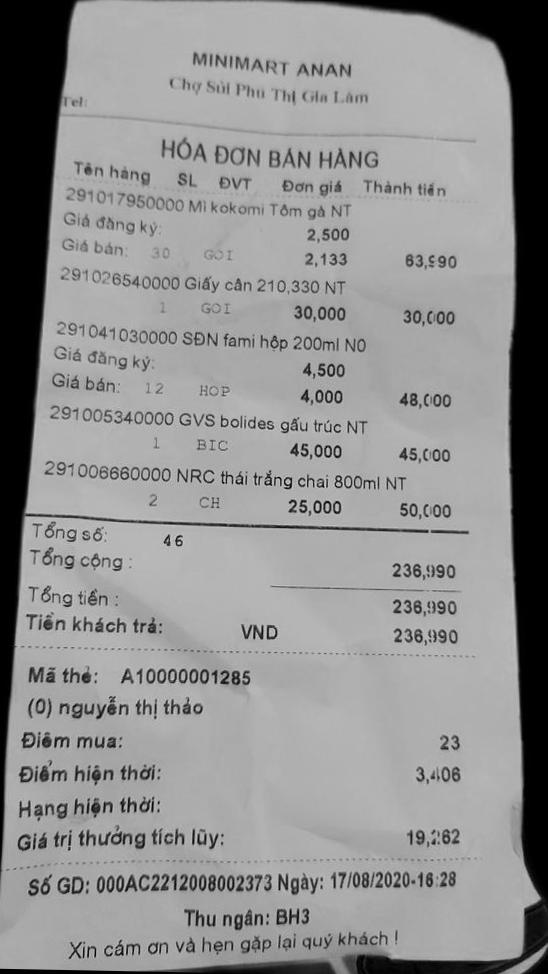 MINIMART ANAN
Chợ Sủi Phú Thị Gia Lâm
Tel:
HÓA ĐƠN BÁN HÀNG
Tên hàng SL ĐVT Đơn giá Thành tiền
291017950000 Mì kokomi Tôm gà NT
Giá đăng ký: 2,500
Giá bán: 30 GOI 2,133 63,990
291026540000 Giấy cân 210,330 NT
1 GOI 30,000 30,000
291041030000 SĐN fami hộp 200ml N0
Giá đăng ký: 4,500
Giá bán: 12 HOP 4,000 48,000
291005340000 GVS bolides gấu trúc NT
1 BIC 45,000 45,000
291006660000 NRC thái trắng chai 800ml NT
2 CH 25,000 50,000
Tổng số: 46
Tổng cộng : 236,990
Tổng tiền : 236,990
Tiền khách trả: VND 236,990
Mã thẻ: A10000001285
(0) nguyễn thị thảo
Điểm mua: 23
Điểm hiện thời: 3,406
Hạng hiện thời:
Giá trị thưởng tích lũy: 19,262
Số GD: 000AC2212008002373 Ngày: 17/08/2020-16:28
Thu ngân: BH3
Xin cám ơn và hẹn gặp lại quý khách !